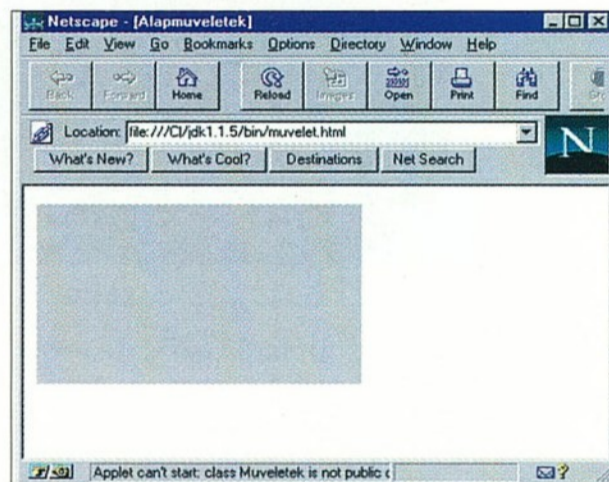 Netscape - [Alapmuveletek]
File Edit View Go Bookmarks Options Directory Window Help
Back Forward Home Reload Images Open Print Find
Location: file:///C|/jdk1.1.5/bin/muvelet.html
N
What's New? What's Cool? Destinations Net Search
Applet can't start: class Muveletek is not public